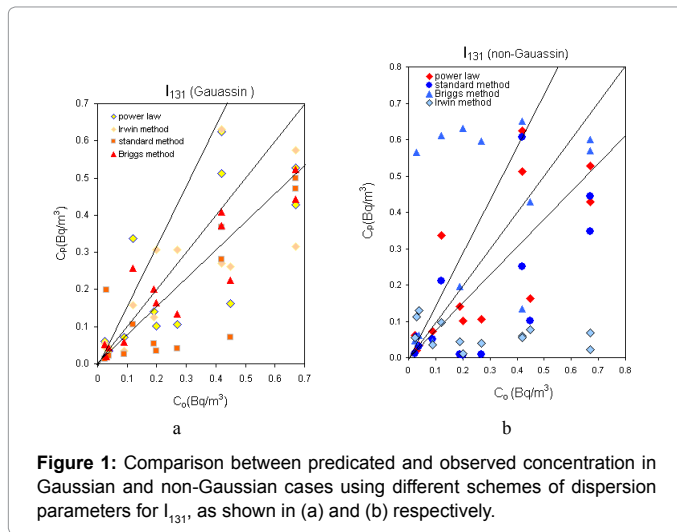 I131 (Gaussin )
0.7
0.6
0.5
0.4
0.3
0.2
0.1
0.0
power law
Irwin method
standard method
Briggs method
CP(Bq/m3)
0 0.1 0.2 0.3 0.4 0.5 0.6 0.7
Co(Bq/m3)
a
I131 (non-Gauassin)
0.8
0.7
0.6
0.5
0.4
0.3
0.2
0.1
0.0
power law
standard method
Briggs method
Irwin method
CP(Bq/m3)
0.0 0.1 0.2 0.3 0.4 0.5 0.6 0.7 0.8
Co(Bq/m3)
b
Figure 1: Comparison between predicated and observed concentration in
Gaussian and non-Gaussian cases using different schemes of dispersion
parameters for I131, as shown in (a) and (b) respectively.